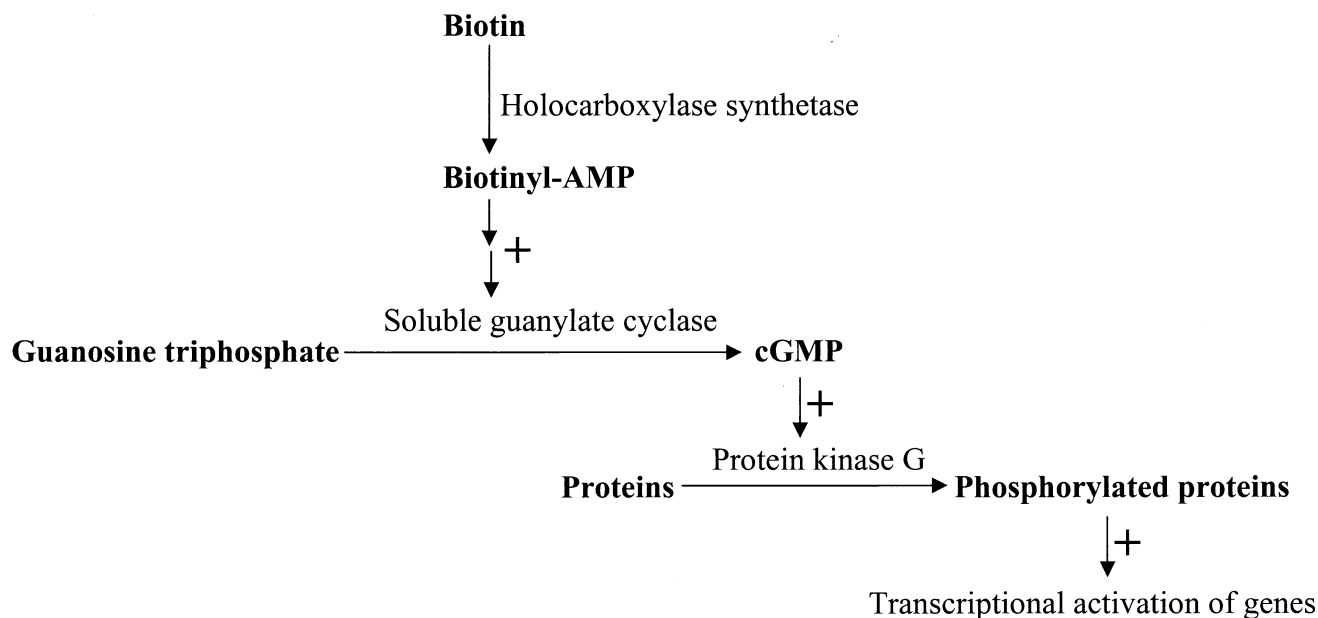 Biotin
Holocarboxylase synthetase
Biotinyl-AMP
+
Soluble guanylate cyclase
Guanosine triphosphate cGMP
+
Protein kinase G
Proteins Phosphorylated proteins
+
Transcriptional activation of genes